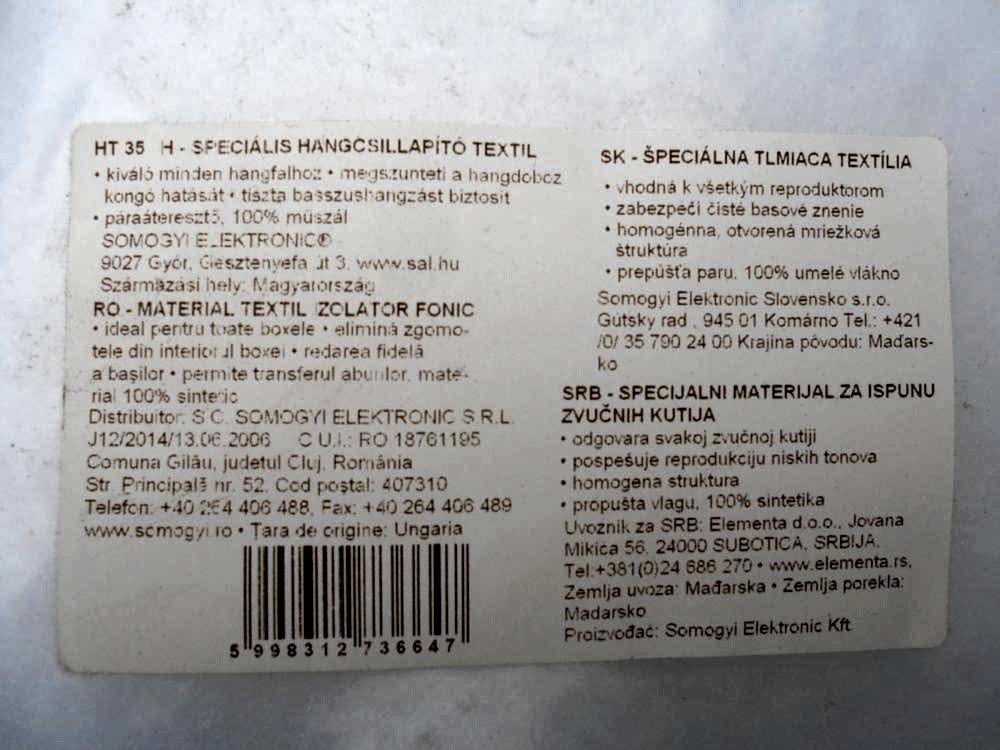 HT 35 H - SPECIÁLIS HANGCSILLAPÍTÓ TEXTIL
• kiváló minden hangfalhoz • megszünteti a hangdoboz
kongó hatását • tiszta basszushangzást biztosít
• páraáteresztő, 100% műszál
SOMOGYI ELEKTRONIC®
9027 Győr, Gesztenyefa út 3. www.sal.hu
Származási hely: Magyarország
RO - MATERIAL TEXTIL IZOLATOR FONIC
• ideal pentru toate boxele • elimină zgomo-
tele din interiorul boxei • redarea fidelă
a başilor • permite transferul aburilor, mate-
rial 100% sintetic
Distribuitor: S.C. SOMOGYI ELEKTRONIC S.R.L.
J12/2014/13.06.2006 C.U.I.: RO 18761195
Comuna Gilău, judetul Cluj, România
Str. Principală nr. 52. Cod poştal: 407310
Telefon: +40 264 406 488, Fax: +40 264 406 489
www.somogyi.ro • Ţara de origine: Ungaria
5 998312 736647
SK - ŠPECIÁLNA TLMIACA TEXTÍLIA
• vhodná k všetkým reproduktorom
• zabezpečí čisté basové znenie
• homogénna, otvorená mriežková
štruktúra
• prepúšťa paru, 100% umelé vlákno
Somogyi Elektronic Slovensko s.r.o.
Gútsky rad , 945 01 Komárno Tel.: +421
/0/ 35 790 24 00 Krajina pôvodu: Maďars-
ko
SRB - SPECIJALNI MATERIJAL ZA ISPUNU
ZVUČNIH KUTIJA
• odgovara svakoj zvučnoj kutiji
• pospešuje reprodukciju niskih tonova
• homogena struktura
• propušta vlagu, 100% sintetika
Uvoznik za SRB: Elementa d.o.o., Jovana
Mikića 56, 24000 SUBOTICA, SRBIJA,
Tel:+381(0)24 686 270 • www.elementa.rs,
Zemlja uvoza: Mađarska • Zemlja porekla:
Madarsko
Proizvođač: Somogyi Elektronic Kft